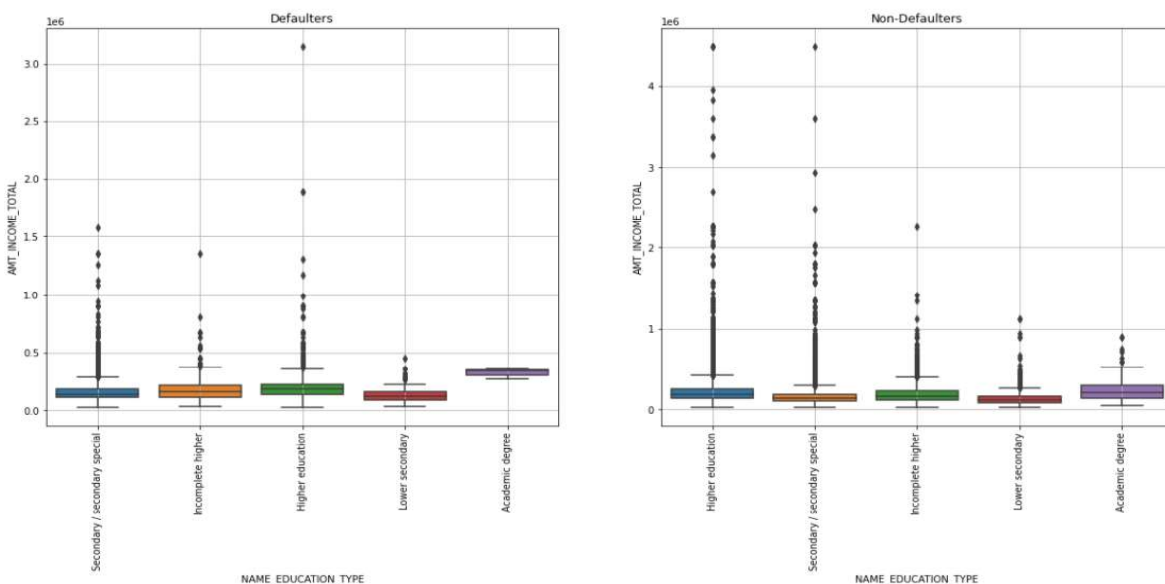 Defaulters
1e6
3.0
2.5
2.0
1.5
1.0
0.5
0.0
AMT_INCOME_TOTAL
Secondary / secondary special
Incomplete higher
Higher education
Lower secondary
Academic degree
NAME_EDUCATION_TYPE
Non-Defaulters
1e6
4
3
2
1
0
AMT_INCOME_TOTAL
Higher education
Secondary / secondary special
Incomplete higher
Lower secondary
Academic degree
NAME_EDUCATION_TYPE